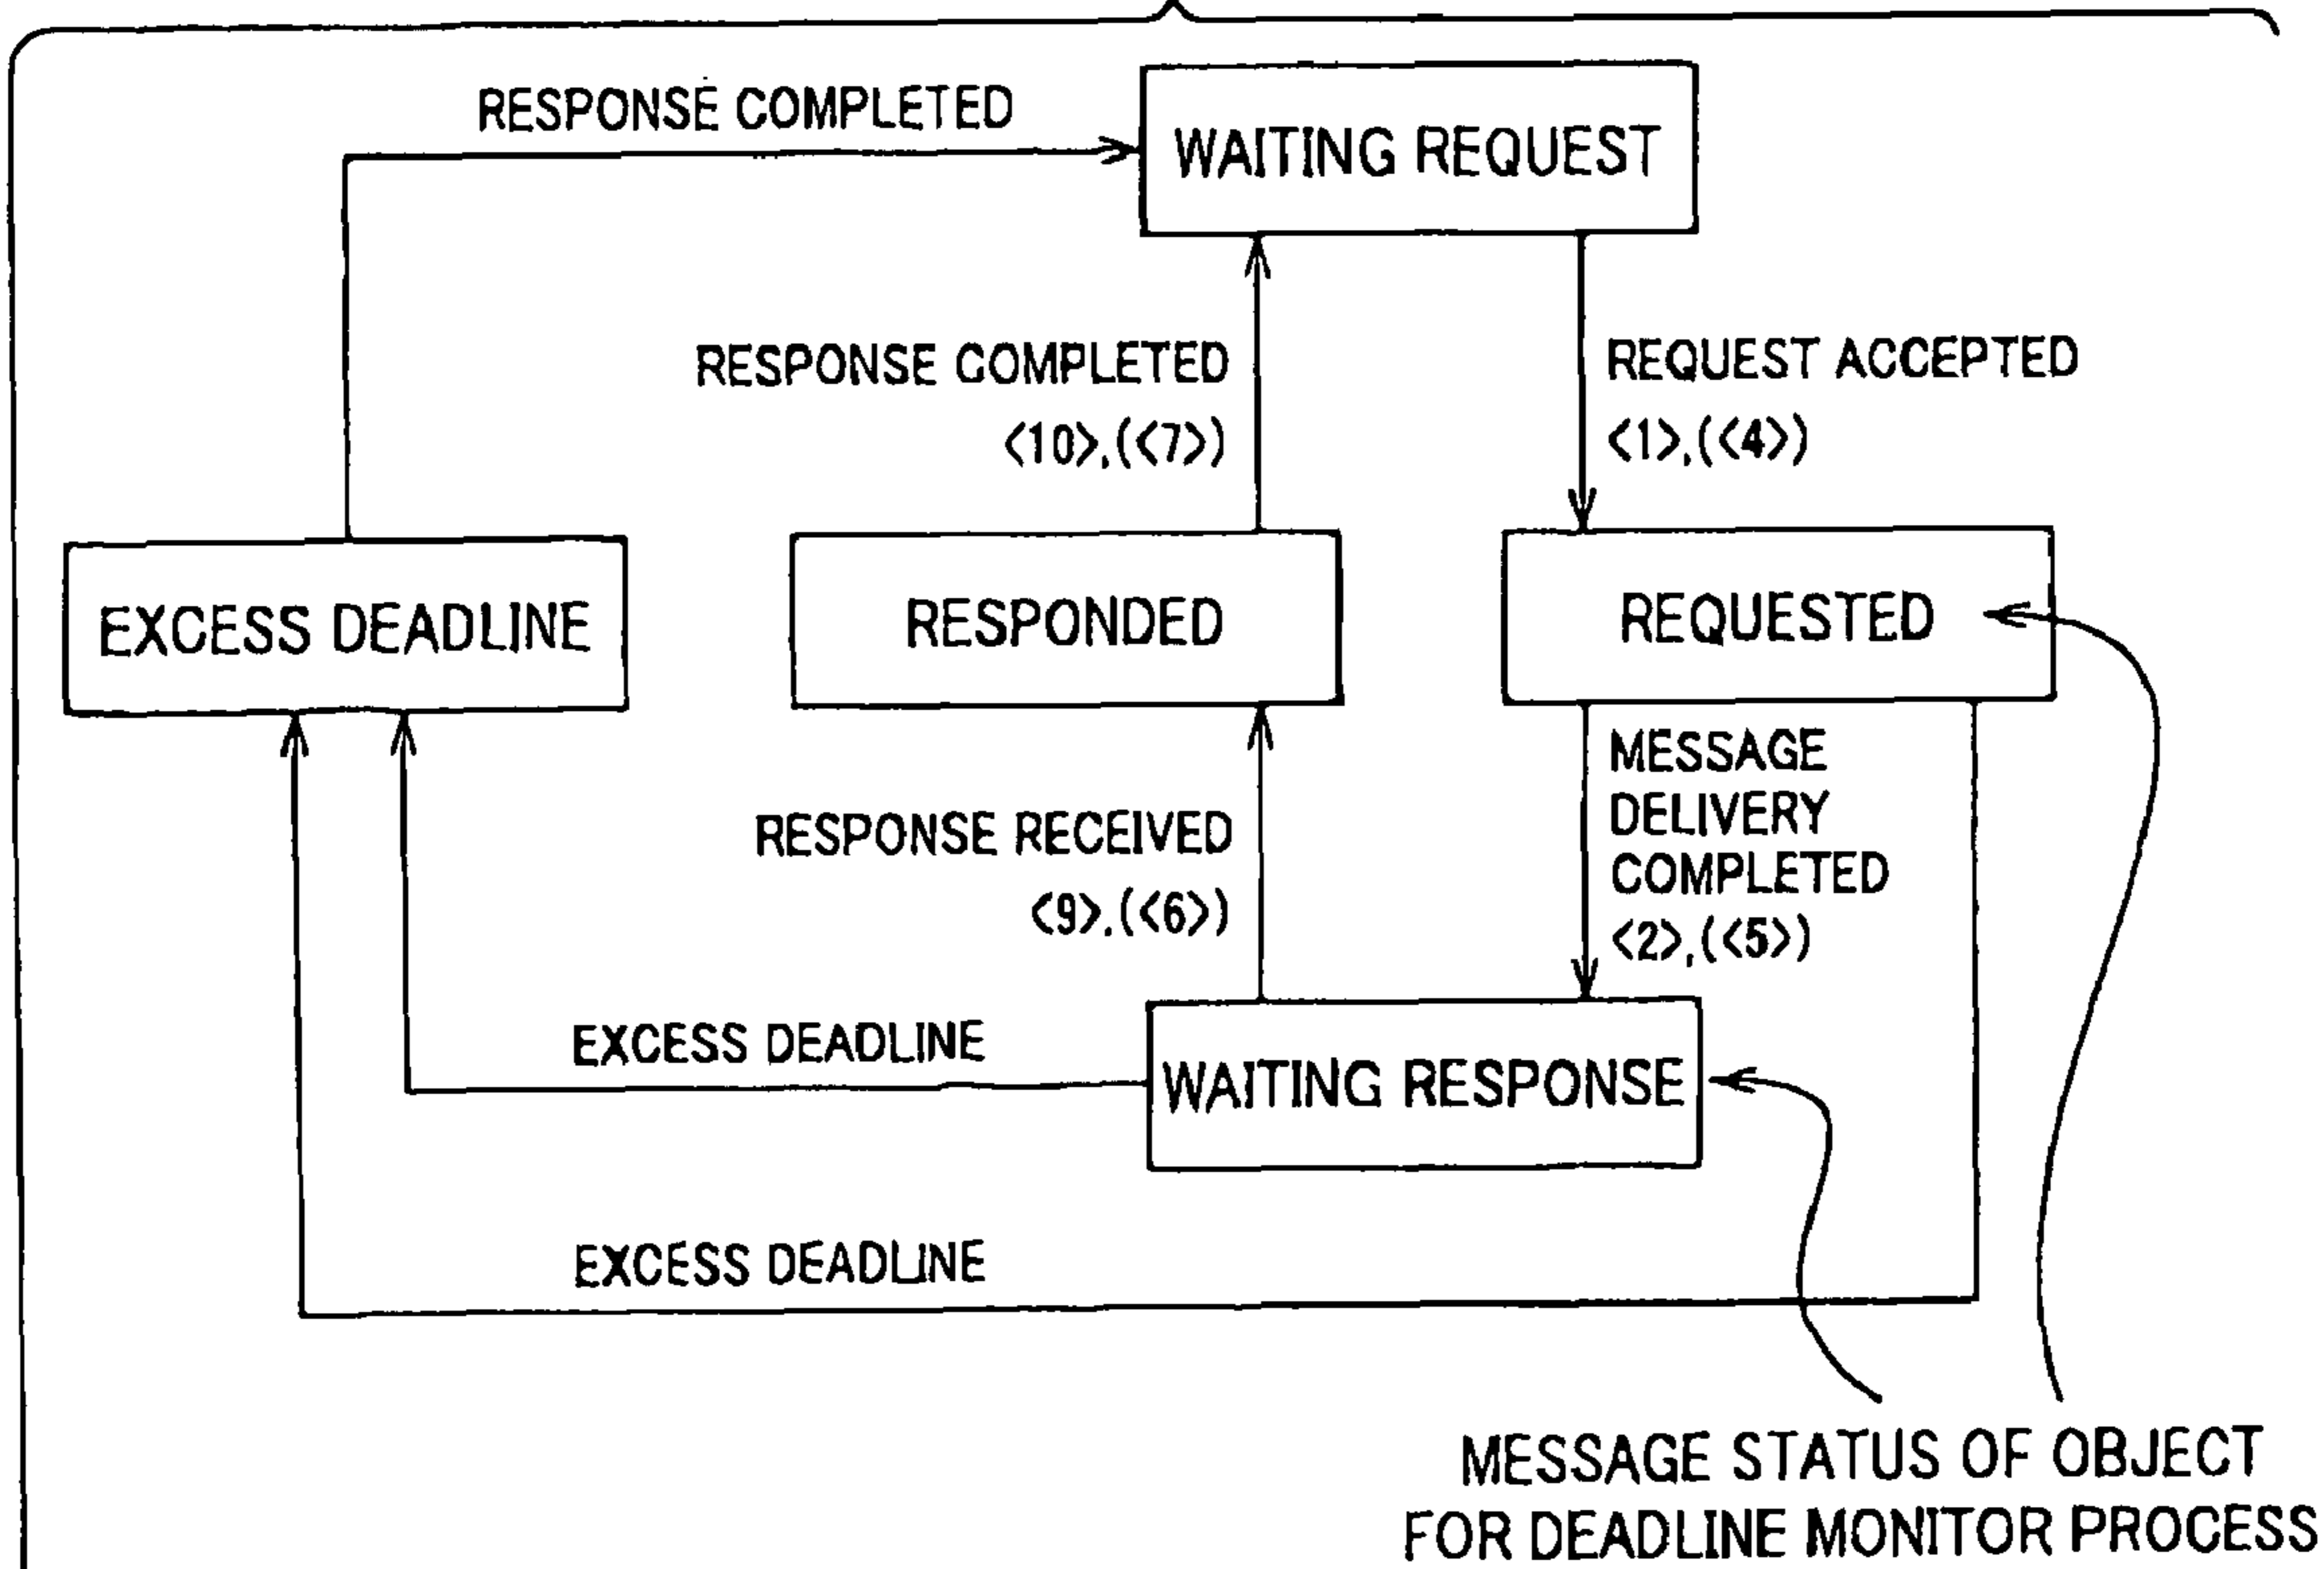 RESPONSE COMPLETED
WAITING REQUEST
RESPONSE COMPLETED
<10>,(<7>)
REQUEST ACCEPTED
<1>,(<4>)
EXCESS DEADLINE
RESPONDED
REQUESTED
MESSAGE
DELIVERY
COMPLETED
<2>,(<5>)
RESPONSE RECEIVED
<9>,(<6>)
EXCESS DEADLINE
WAITING RESPONSE
EXCESS DEADLINE
MESSAGE STATUS OF OBJECT
FOR DEADLINE MONITOR PROCESS